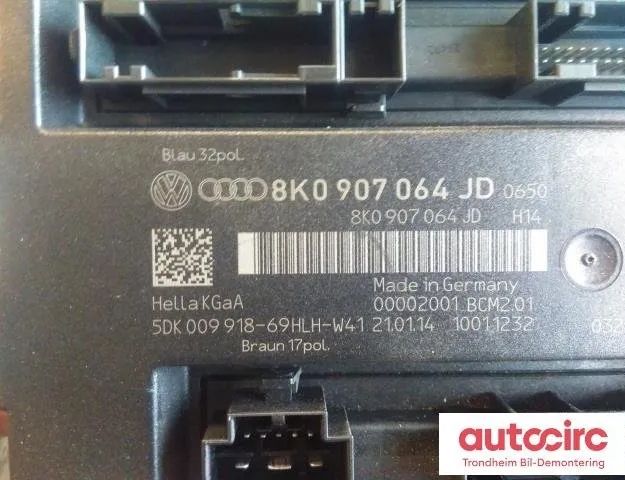 Blau 32pol.
8K0 907 064 JD 0650
8K0 907 064 JD H14
Made in Germany
Hella KGaA 00002001 BCM2.01
5DK 009 918-69HLH-W41 21.01.14 10011232 032
Braun 17pol.
autocirc
Trondheim Bil-Demontering